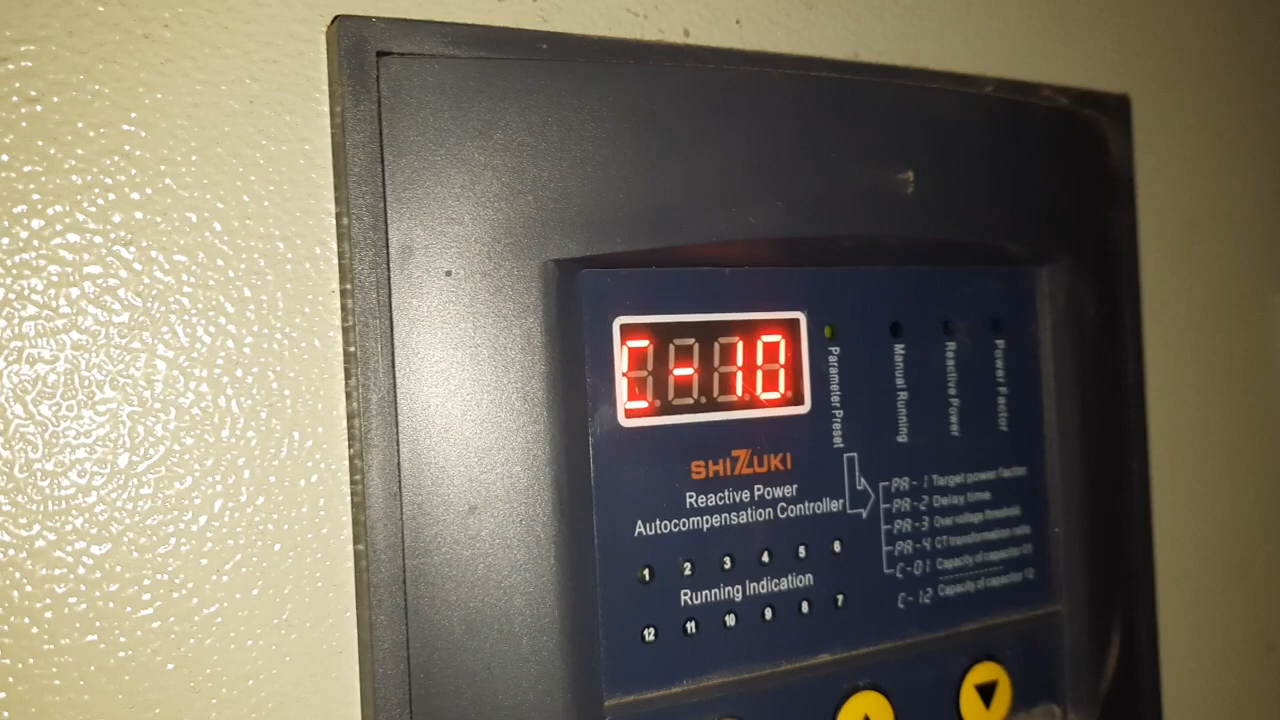 C-10
SHIZUKI
Reactive Power
Autocompensation Controller
Parameter Preset
Manual Running
Reactive Power
Power Factor
PA-1 Target power factor
PA-2 Delay time
PA-3 Over voltage threshold
PA-4 CT transformation ratio
C-01 Capacity of capacitor 01
C-12 Capacity of capacitor 12
1 2 3 4 5 6
Running Indication
12 11 10 9 8 7